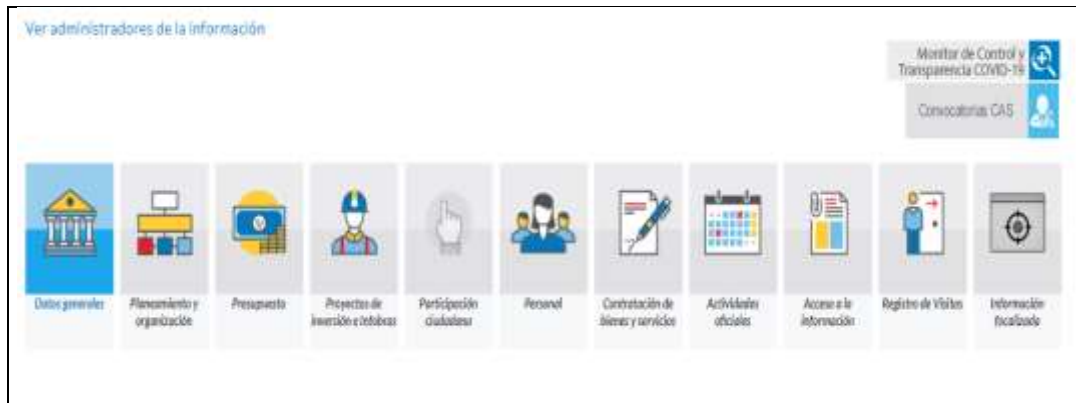 Ver administradores de la información
Monitor de Control y
Transparencia COVID-19
Convocatorias CAS
Datos generales
Planeamiento y
organización
Presupuesto
Proyectos de
inversión e Infobras
Participación
ciudadana
Personal
Contratación de
bienes y servicios
Actividades
oficiales
Acceso a la
información
Registro de Visitas
Información
focalizada